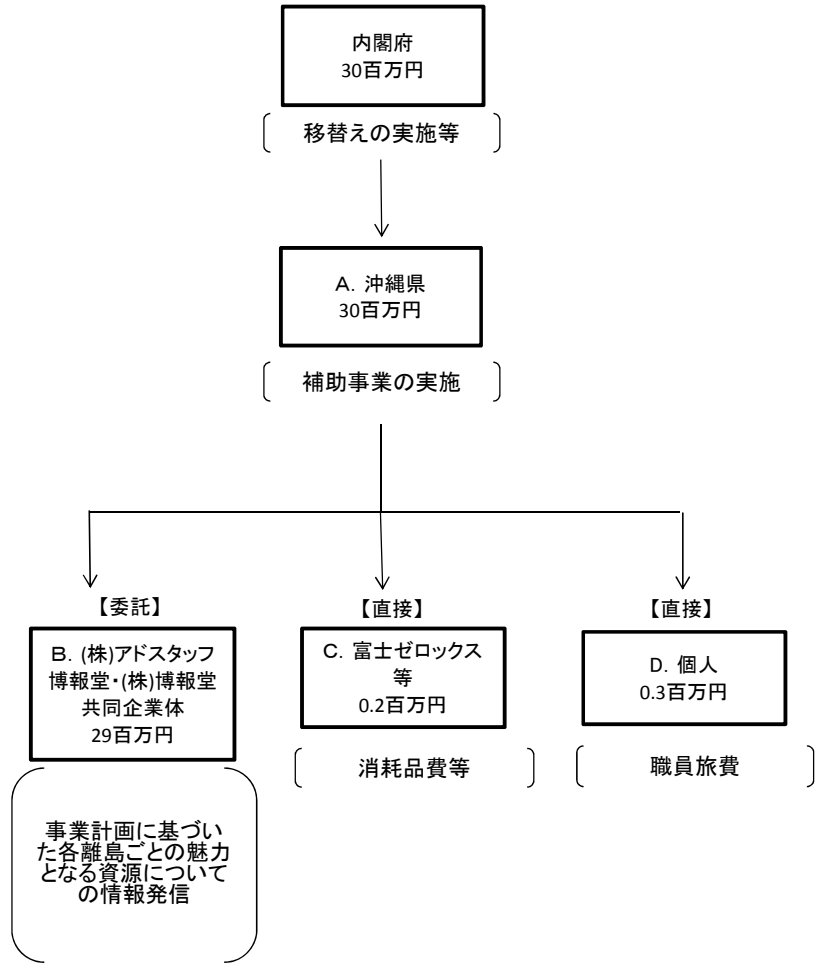 内閣府
30百万円
移替えの実施等
A. 沖縄県
30百万円
補助事業の実施
【委託】
B. (株)アドスタッフ
博報堂・(株)博報堂
共同企業体
29百万円
事業計画に基づい
た各離島ごとの魅力
となる資源について
の情報発信
【直接】
C. 富士ゼロックス
等
0.2百万円
消耗品費等
【直接】
D. 個人
0.3百万円
職員旅費